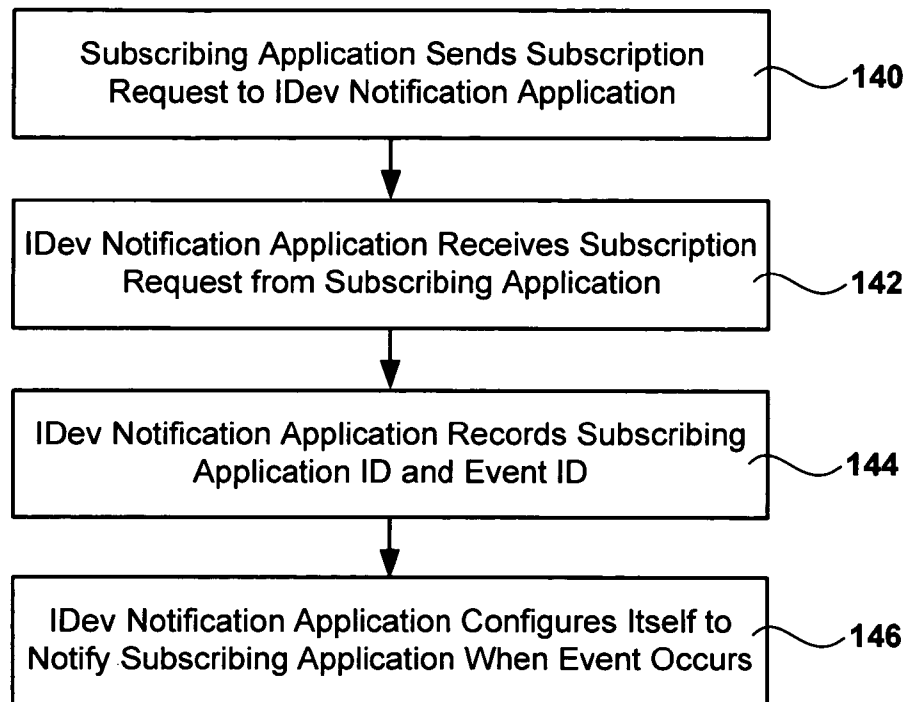 Subscribing Application Sends Subscription
Request to IDev Notification Application
140
IDev Notification Application Receives Subscription
Request from Subscribing Application
142
IDev Notification Application Records Subscribing
Application ID and Event ID
144
IDev Notification Application Configures Itself to
Notify Subscribing Application When Event Occurs
146